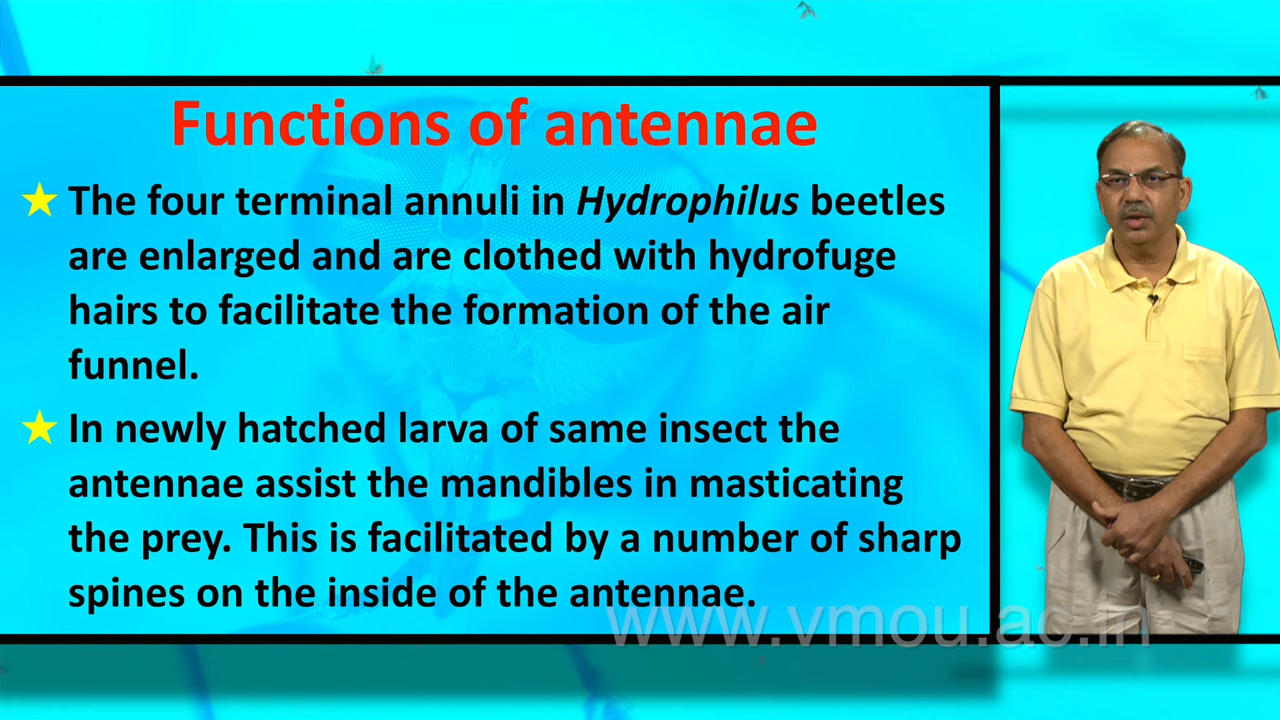 Functions of antennae
The four terminal annuli in Hydrophilus beetles
are enlarged and are clothed with hydrofuge
hairs to facilitate the formation of the air
funnel.
In newly hatched larva of same insect the
antennae assist the mandibles in masticating
the prey. This is facilitated by a number of sharp
spines on the inside of the antennae.
www.vmou.ac.in